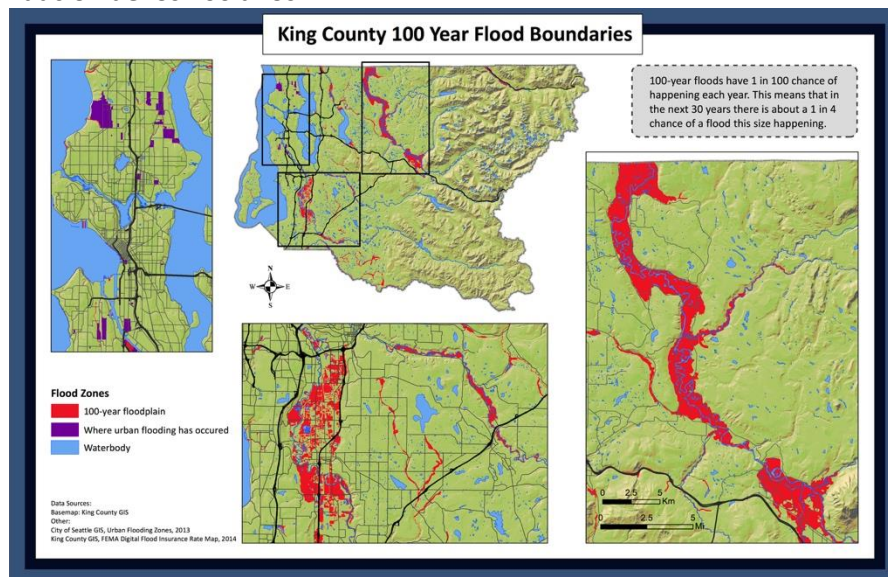 King County 100 Year Flood Boundaries
100-year floods have 1 in 100 chance of
happening each year. This means that in
the next 30 years there is about a 1 in 4
chance of a flood this size happening.
N
W E
S
Flood Zones
100-year floodplain
Where urban flooding has occured
Waterbody
Data Sources:
Basemap: King County GIS
Other:
City of Seattle GIS, Urban Flooding Zones, 2013
King County GIS, FEMA Digital Flood Insurance Rate Map, 2014
0 2.5 5
Km
0 2.5 5
Mi